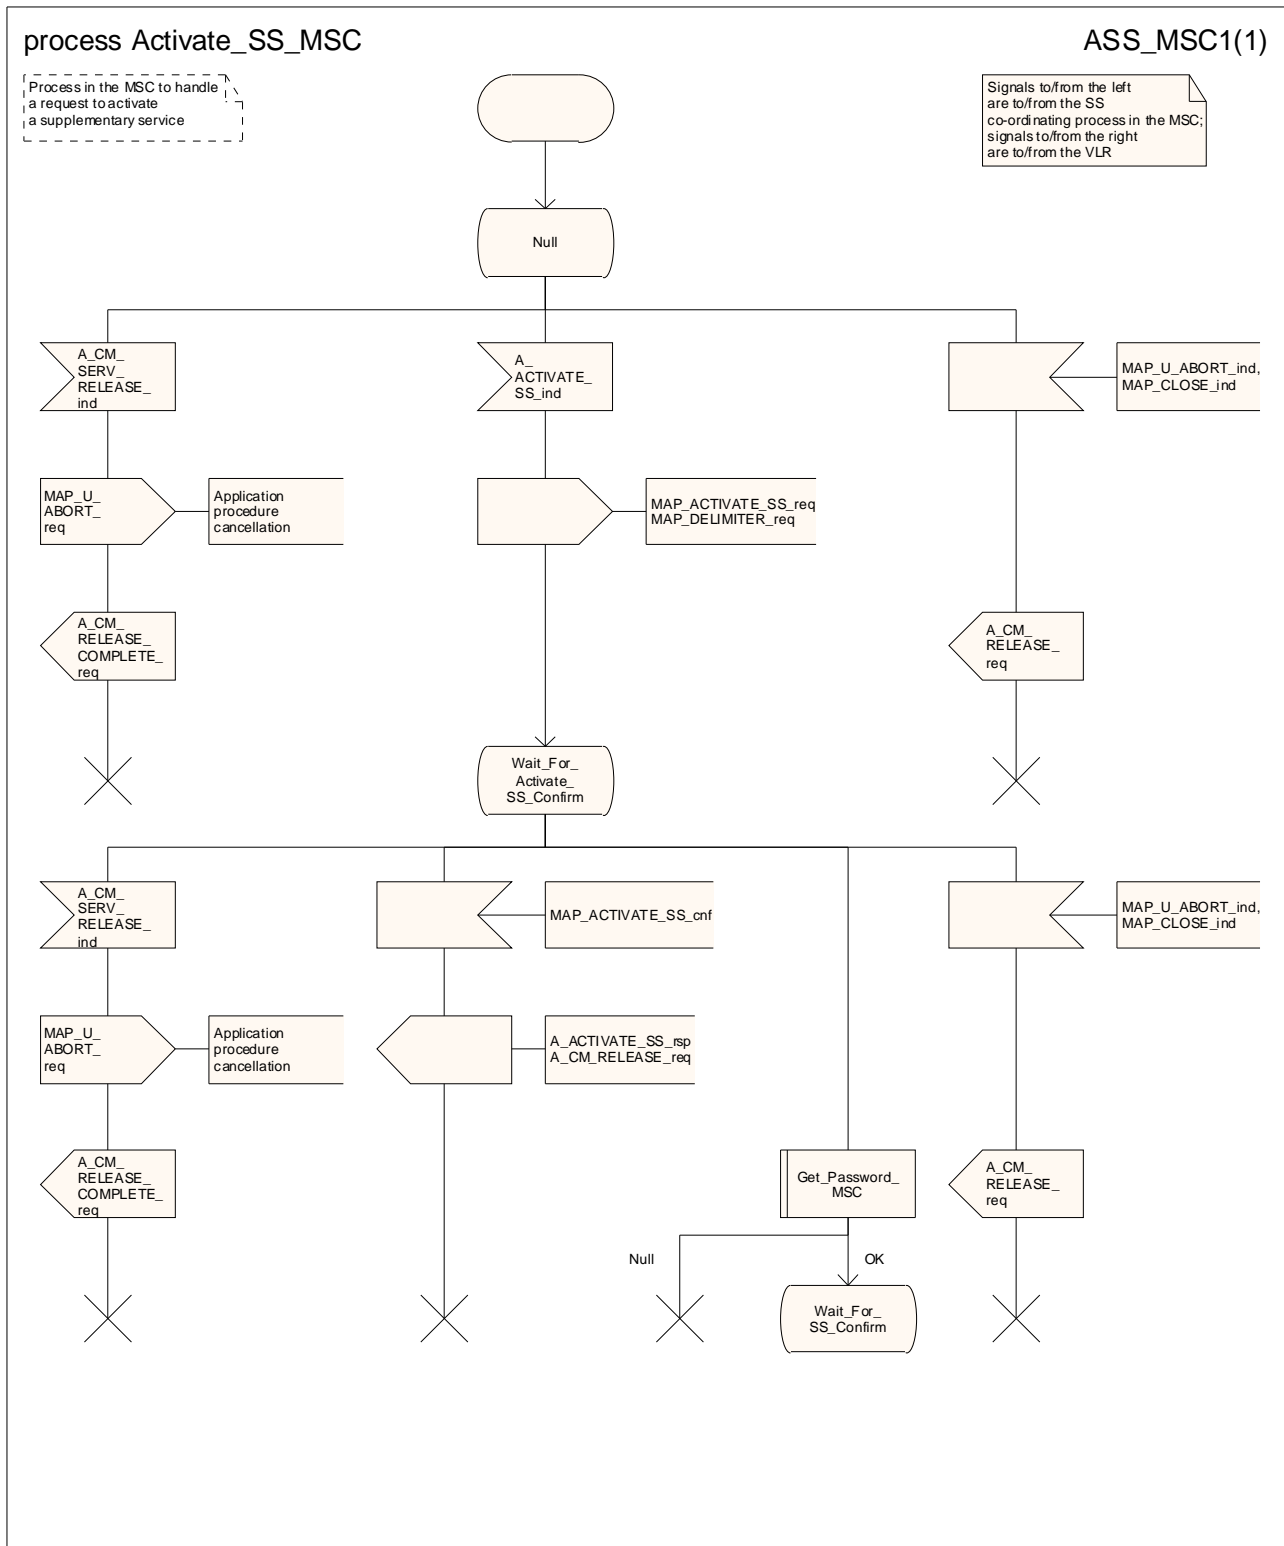 process Activate_SS_MSC
ASS_MSC1(1)
Process in the MSC to handle
a request to activate
a supplementary service
Signals to/from the left
are to/from the SS
co-ordinating process in the MSC;
signals to/from the right
are to/from the VLR
Null
A_CM_
SERV_
RELEASE_
ind
A_
ACTIVATE_
SS_ind
MAP_U_ABORT_ind,
MAP_CLOSE_ind
MAP_U_
ABORT_
req
Application
procedure
cancellation
MAP_ACTIVATE_SS_req
MAP_DELIMITER_req
A_CM_
RELEASE_
COMPLETE_
req
A_CM_
RELEASE_
req
Wait_For_
Activate_
SS_Confirm
A_CM_
SERV_
RELEASE_
ind
MAP_ACTIVATE_SS_cnf
MAP_U_ABORT_ind,
MAP_CLOSE_ind
MAP_U_
ABORT_
req
Application
procedure
cancellation
A_ACTIVATE_SS_rsp
A_CM_RELEASE_req
A_CM_
RELEASE_
COMPLETE_
req
Get_Password_
MSC
A_CM_
RELEASE_
req
Null
OK
Wait_For_
SS_Confirm